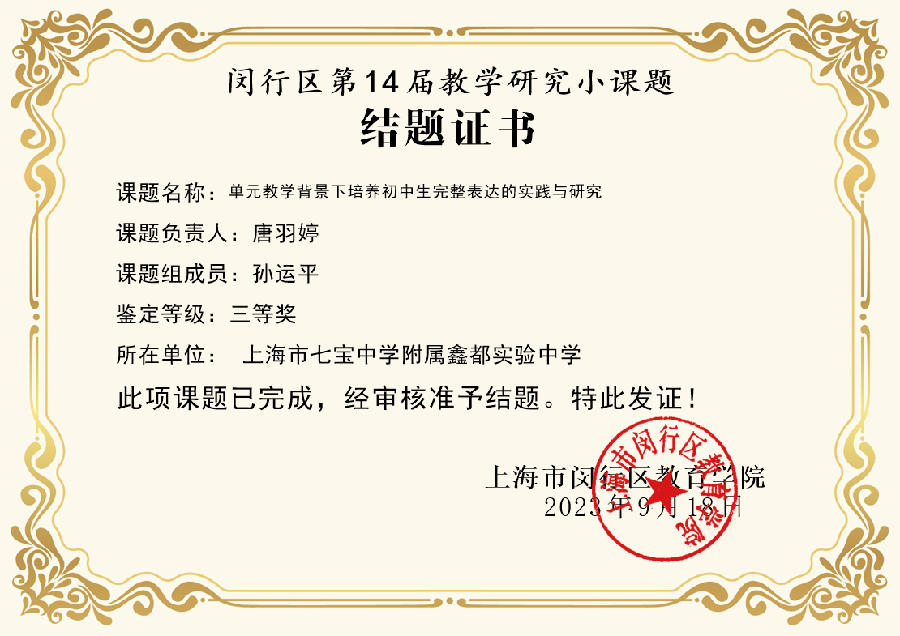 闵行区第14届教学研究小课题
结题证书
课题名称：单元教学背景下培养初中生完整表达的实践与研究
课题负责人：唐羽婷
课题组成员：孙运平
鉴定等级：三等奖
所在单位： 上海市七宝中学附属鑫都实验中学
此项课题已完成，经审核准予结题。特此发证！
上海市闵行区教育学院
2023年9月18日
上海市闵行区教育学院